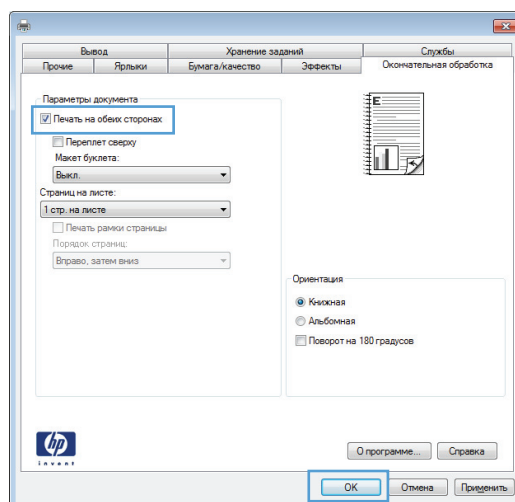 Вывод
Хранение заданий
Службы
Прочие
Ярлыки
Бумага/качество
Эффекты
Окончательная обработка
Параметры документа
Печать на обеих сторонах
Переплет сверху
Макет буклета:
Выкл.
Страниц на листе:
1 стр. на листе
Печать рамки страницы
Порядок страниц:
Вправо, затем вниз
E
Ориентация
Книжная
Альбомная
Поворот на 180 градусов
hp
invent
О программе...
Справка
OK
Отмена
Применить